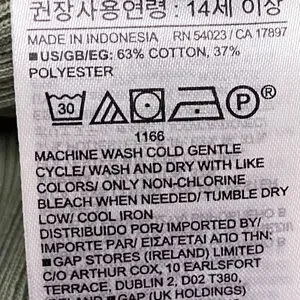 권장사용연령 : 14세 이상
MADE IN INDONESIA RN 54023 / CA 17897
■ US/GB/EG: 63% COTTON, 37%
POLYESTER
30 P
1166
MACHINE WASH COLD GENTLE
CYCLE/ WASH AND DRY WITH LIKE
COLORS/ ONLY NON-CHLORINE
BLEACH WHEN NEEDED/ TUMBLE DRY
LOW/ COOL IRON
DISTRIBUIDO POR/ IMPORTED BY/
IMPORTE PAR/ ΕΙΣΑΓΕΤΑΙ ΑΠΟ ΤΗΝ:
■ GAP STORES (IRELAND) LIMITED
C/O ARTHUR COX, 10 EARLSFORT
TERRACE, DUBLIN 2, D02 T380,
IRELAND ■ GAP (UK HOLDINGS)